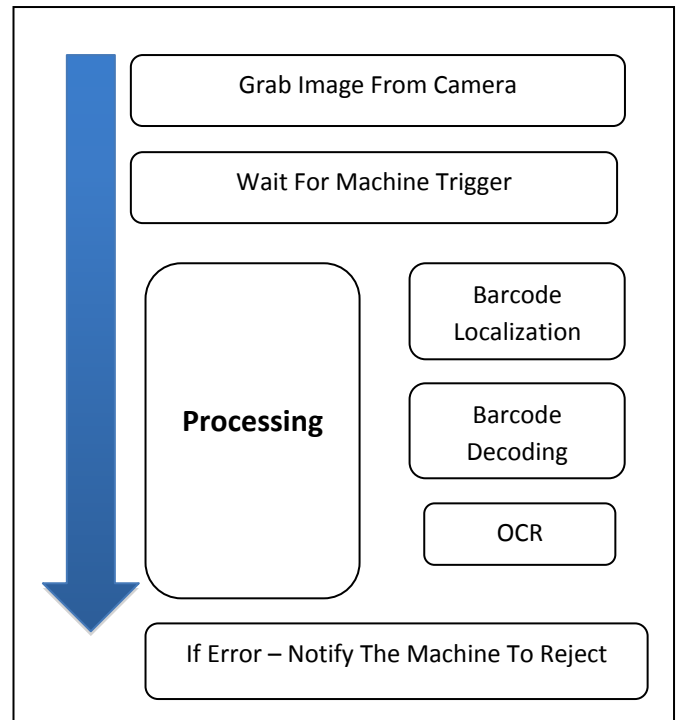 Grab Image From Camera
Wait For Machine Trigger
Processing
Barcode
Localization
Barcode
Decoding
OCR
If Error – Notify The Machine To Reject